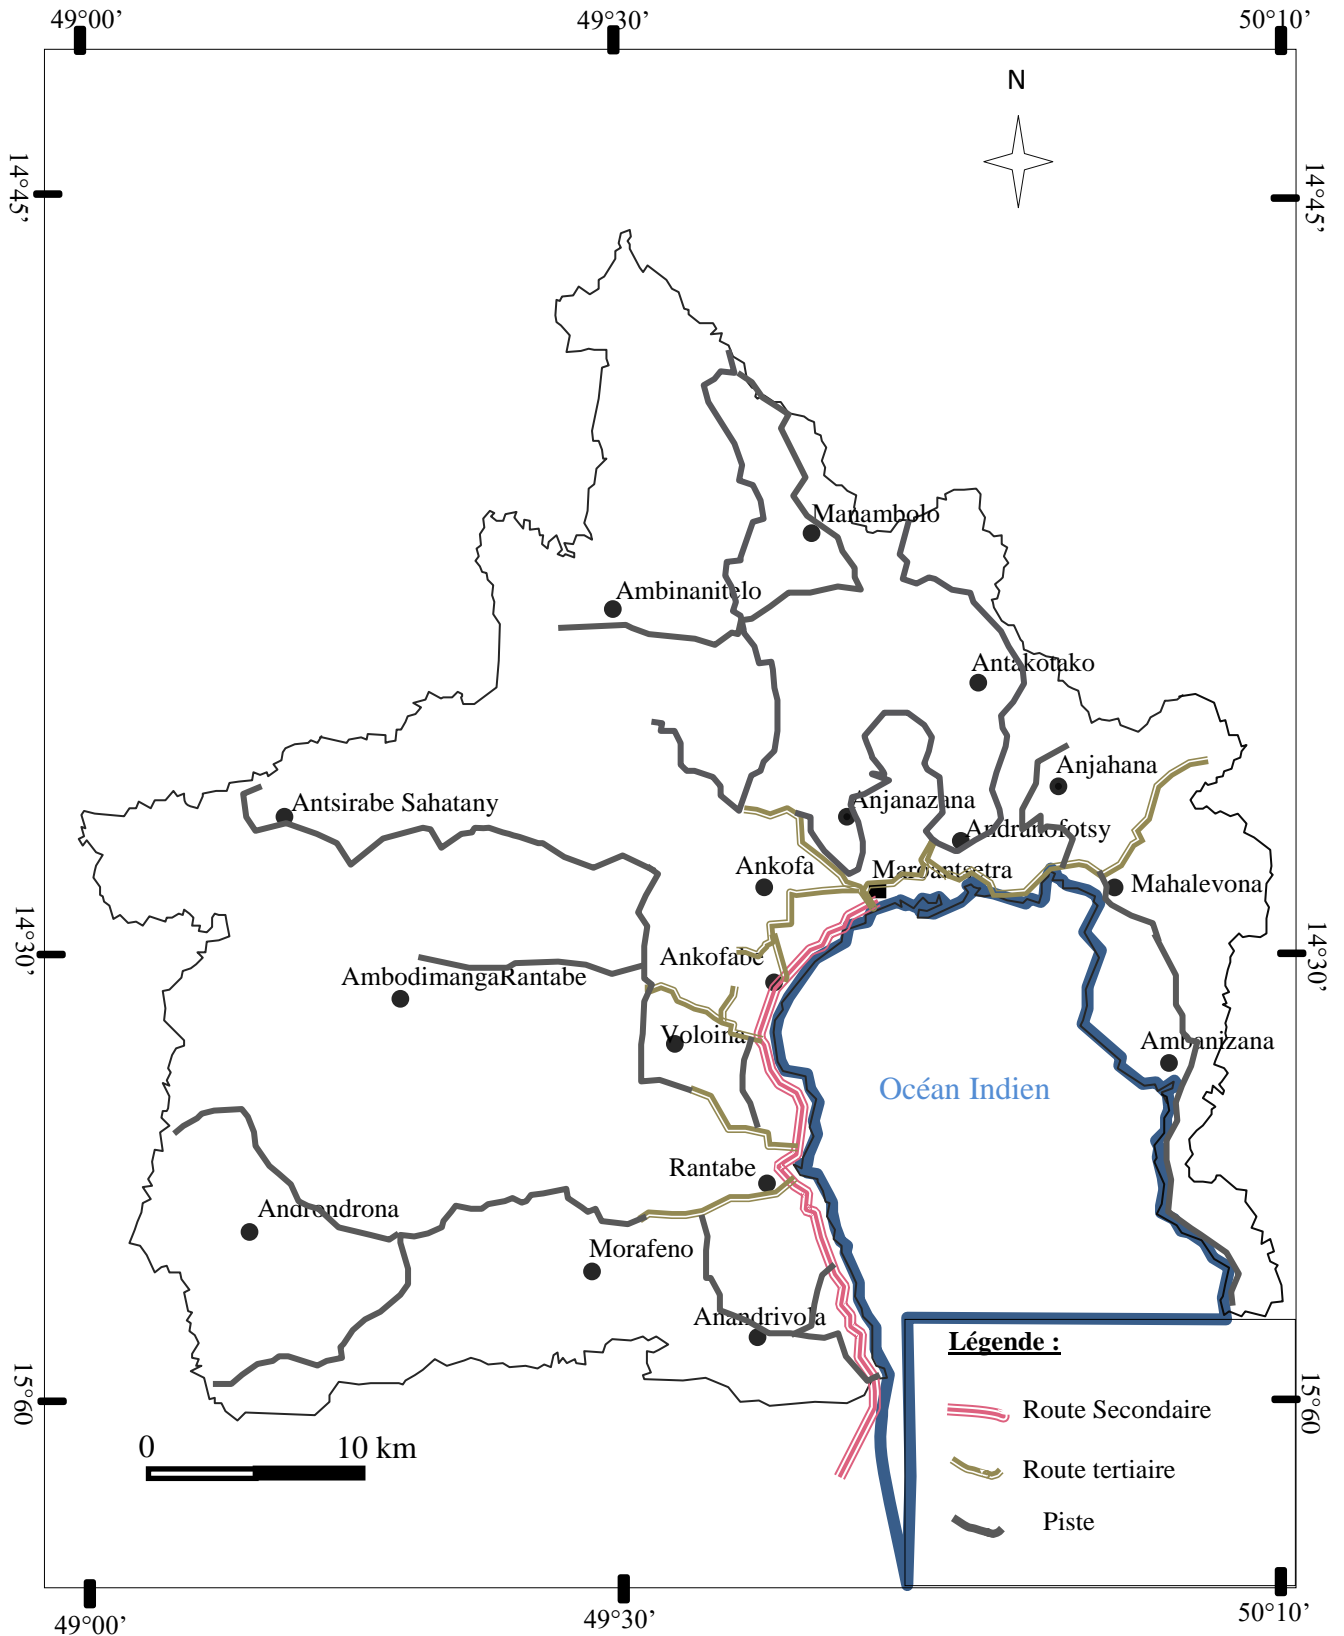 49°00’
49°30’
50°10’
N
14°45’
14°45’
Manambolo
Ambinanitelo
Antakotako
Anjahana
Antsirabe Sahatany
Anjanazana
Andranofotsy
Ankofa
Maroantsetra
Mahalevona
14°30’
14°30’
Ankofabe
AmbodimangaRantabe
Voloina
Ambanizana
Océan Indien
Rantabe
Androndrona
Morafeno
Anandrivola
Légende :
15°60
15°60
Route Secondaire
0
10 km
Route tertiaire
Piste
49°00’
49°30’
50°10’